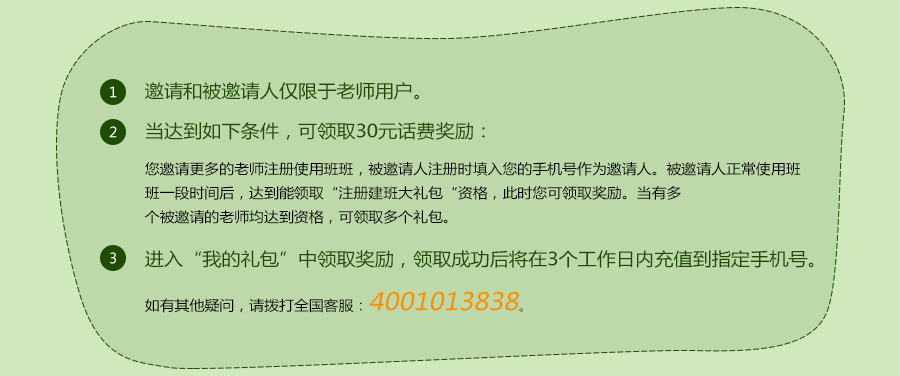 1 邀请和被邀请人仅限于老师用户。
2 当达到如下条件，可领取30元话费奖励：
您邀请更多的老师注册使用班班，被邀请人注册时填入您的手机号作为邀请人。被邀请人正常使用班
班一段时间后，达到能领取“注册建班大礼包“资格，此时您可领取奖励。当有多
个被邀请的老师均达到资格，可领取多个礼包。
3 进入“我的礼包”中领取奖励，领取成功后将在3个工作日内充值到指定手机号。
如有其他疑问，请拨打全国客服：4001013838。